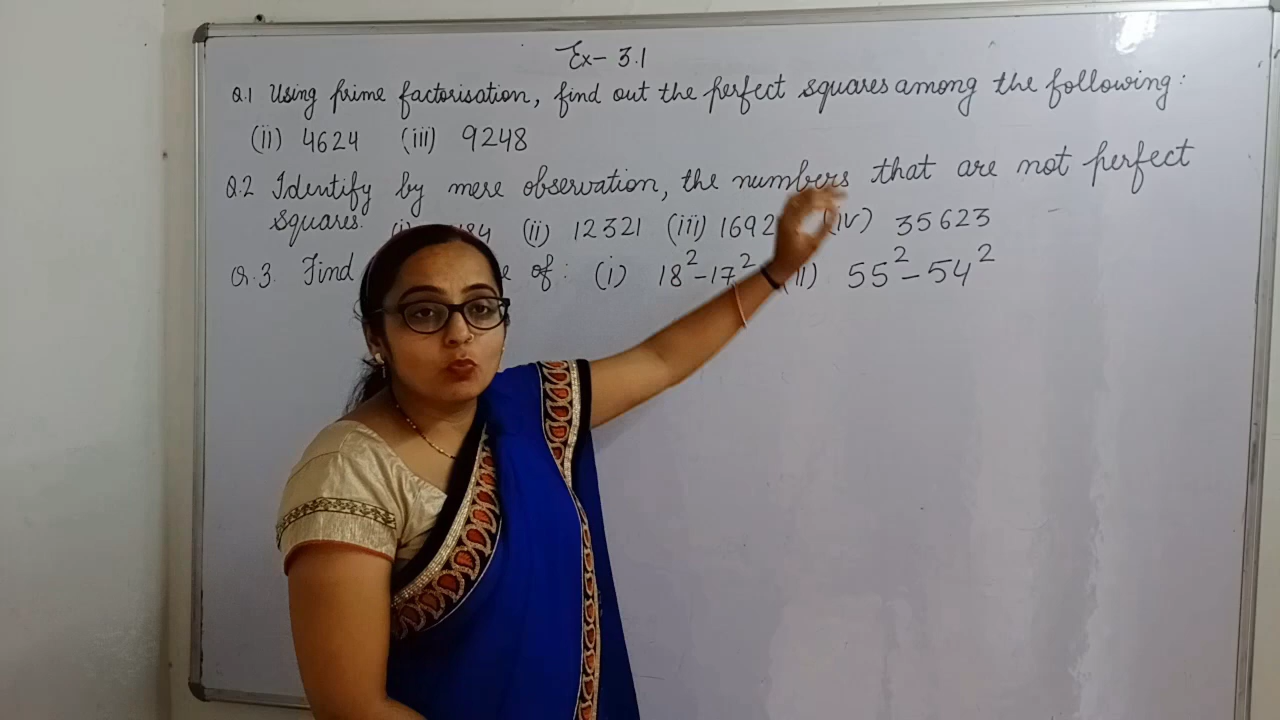 Ex- 3.1
Q.1 Using prime factorisation, find out the perfect squares among the following:
(ii) 4624 (iii) 9248
Q.2 Identify by mere observation, the numbers that are not perfect
squares. (ii) 12321 (iii) (iv) 35623
Q.3. Find of: (i) 18²-17² (ii) 55²-54²